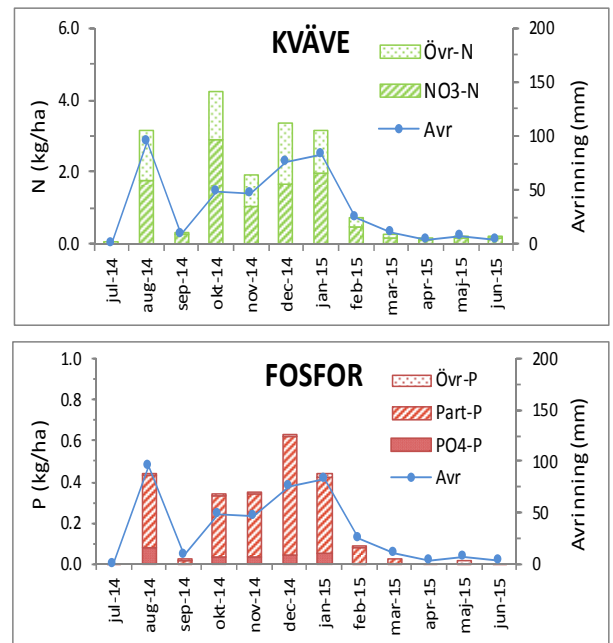 KVÄVE
6.0
4.0
2.0
0.0
N (kg/ha)
200
150
100
50
0
Avrinning (mm)
Övr-N
NO3-N
Avr
jul-14
aug-14
sep-14
okt-14
nov-14
dec-14
jan-15
feb-15
mar-15
apr-15
maj-15
jun-15
FOSFOR
1.0
0.8
0.6
0.4
0.2
0.0
P (kg/ha)
200
150
100
50
0
Avrinning (mm)
Övr-P
Part-P
PO4-P
Avr
jul-14
aug-14
sep-14
okt-14
nov-14
dec-14
jan-15
feb-15
mar-15
apr-15
maj-15
jun-15